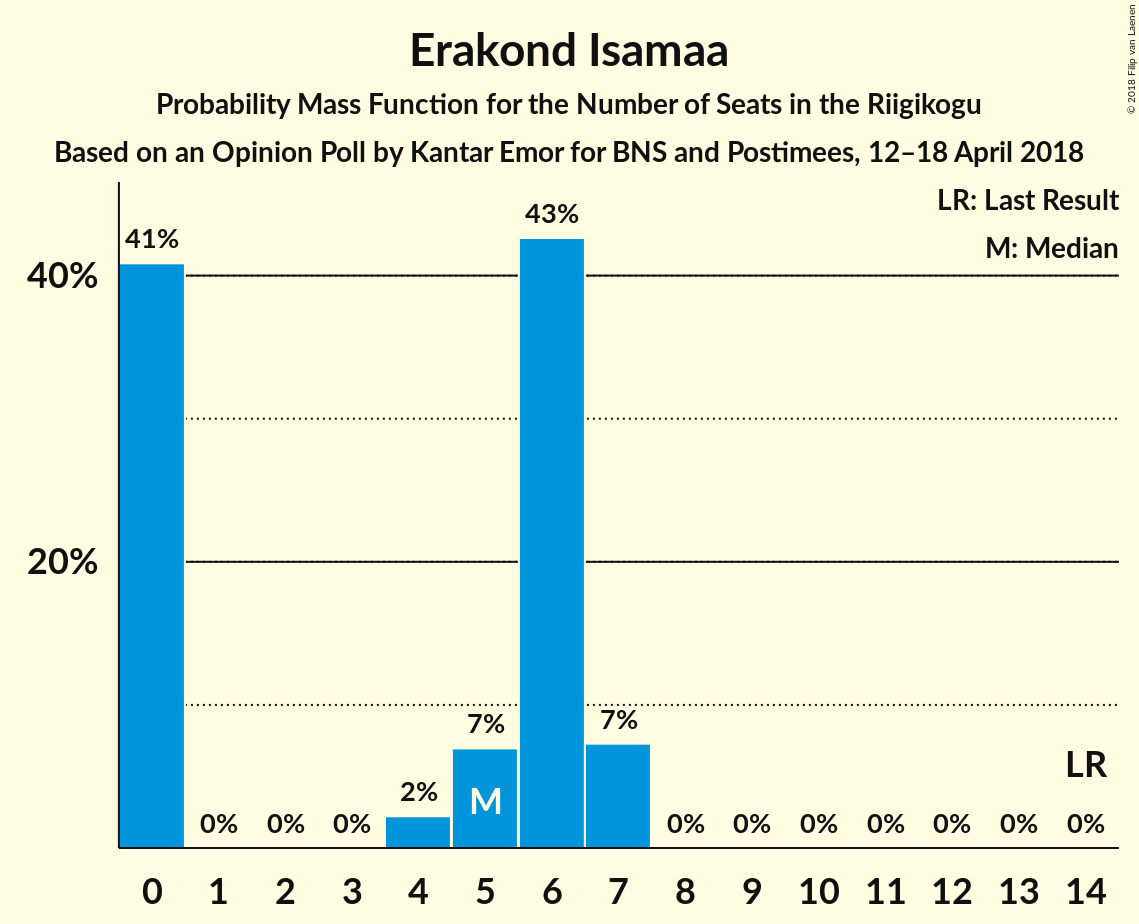 Erakond Isamaa
Probability Mass Function for the Number of Seats in the Riigikogu
Based on an Opinion Poll by Kantar Emor for BNS and Postimees, 12–18 April 2018
© 2018 Filip van Laenen
LR: Last Result
M: Median
41%
43%
40%
20%
0%
0%
0%
2%
7%
M
7%
0%
0%
0%
0%
0%
0%
LR
0%
0 1 2 3 4 5 6 7 8 9 10 11 12 13 14